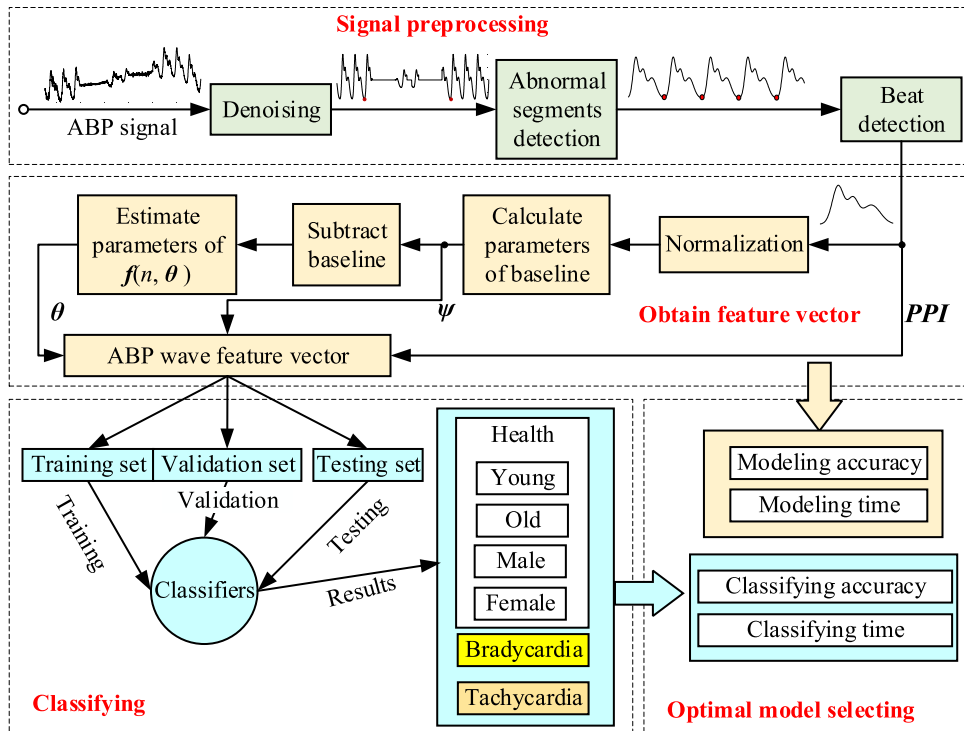 Signal preprocessing
ABP signal
Denoising
Abnormal
segments
detection
Beat
detection
Estimate
parameters of
f(n, θ )
Subtract
baseline
Calculate
parameters
of baseline
Normalization
θ
ψ
Obtain feature vector
PPI
ABP wave feature vector
Training set
Validation set
Testing set
Training
Validation
Testing
Classifiers
Results
Health
Young
Old
Male
Female
Bradycardia
Tachycardia
Classifying
Modeling accuracy
Modeling time
Classifying accuracy
Classifying time
Optimal model selecting